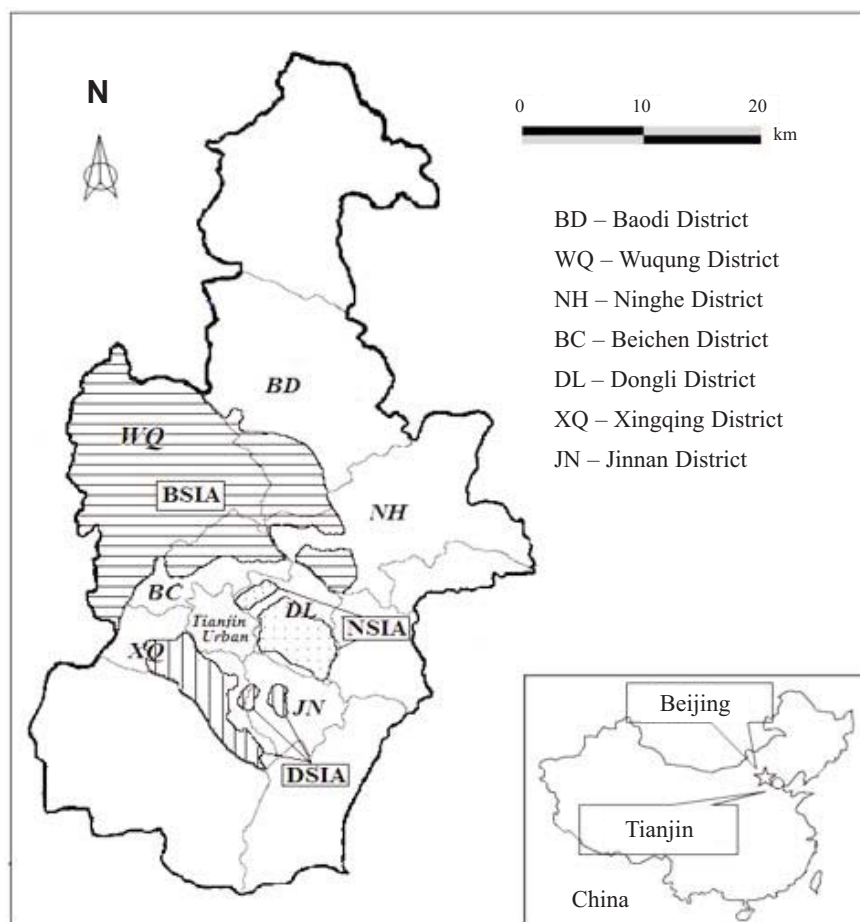 N
0 10 20
km
BD – Baodi District
WQ – Wuqung District
NH – Ninghe District
BC – Beichen District
DL – Dongli District
XQ – Xingqing District
JN – Jinnan District
BD
WQ
BSIA
NH
BC
DL
Tianjin
Urban
NSIA
XQ
JN
DSIA
Beijing
Tianjin
China